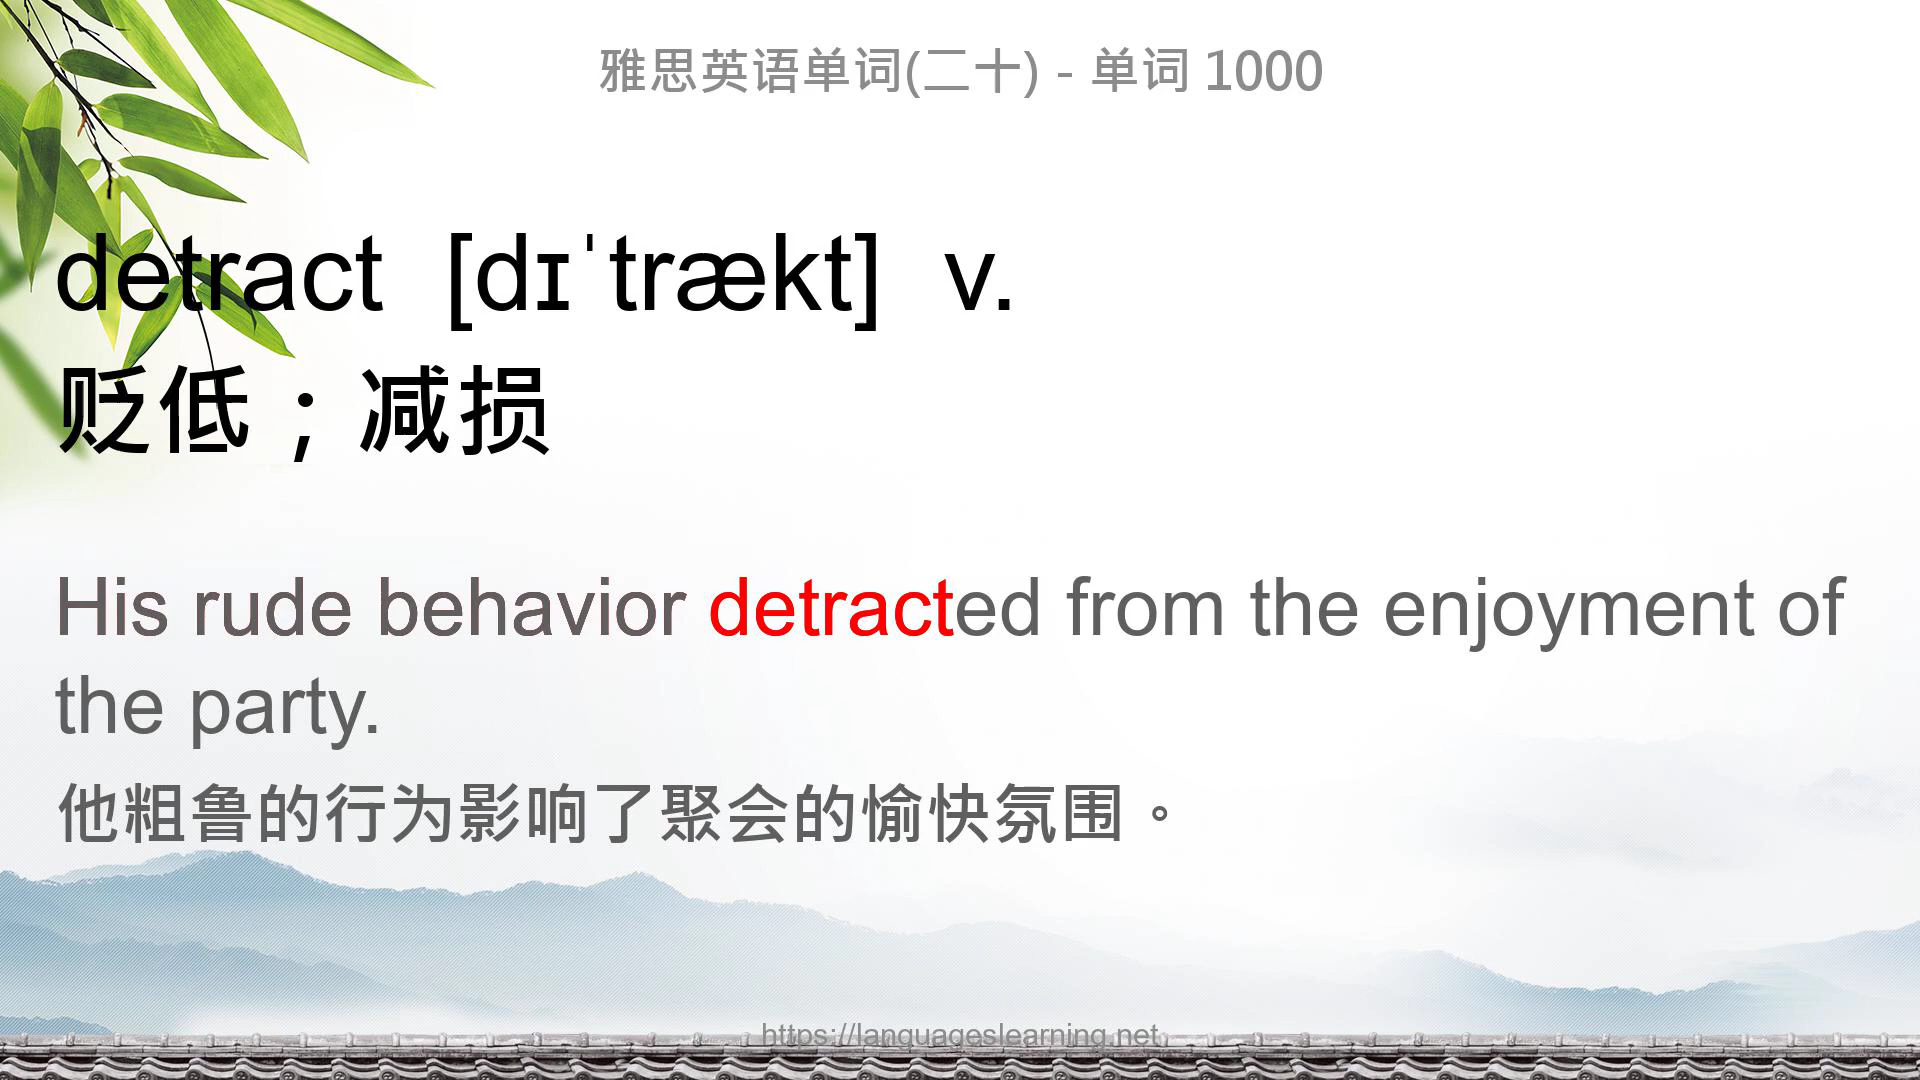 雅思英语单词(二十) - 单词 1000
detract [dɪˈtrækt] v.
贬低；减损
His rude behavior detracted from the enjoyment of
the party.
他粗鲁的行为影响了聚会的愉快氛围。
https://languageslearning.net